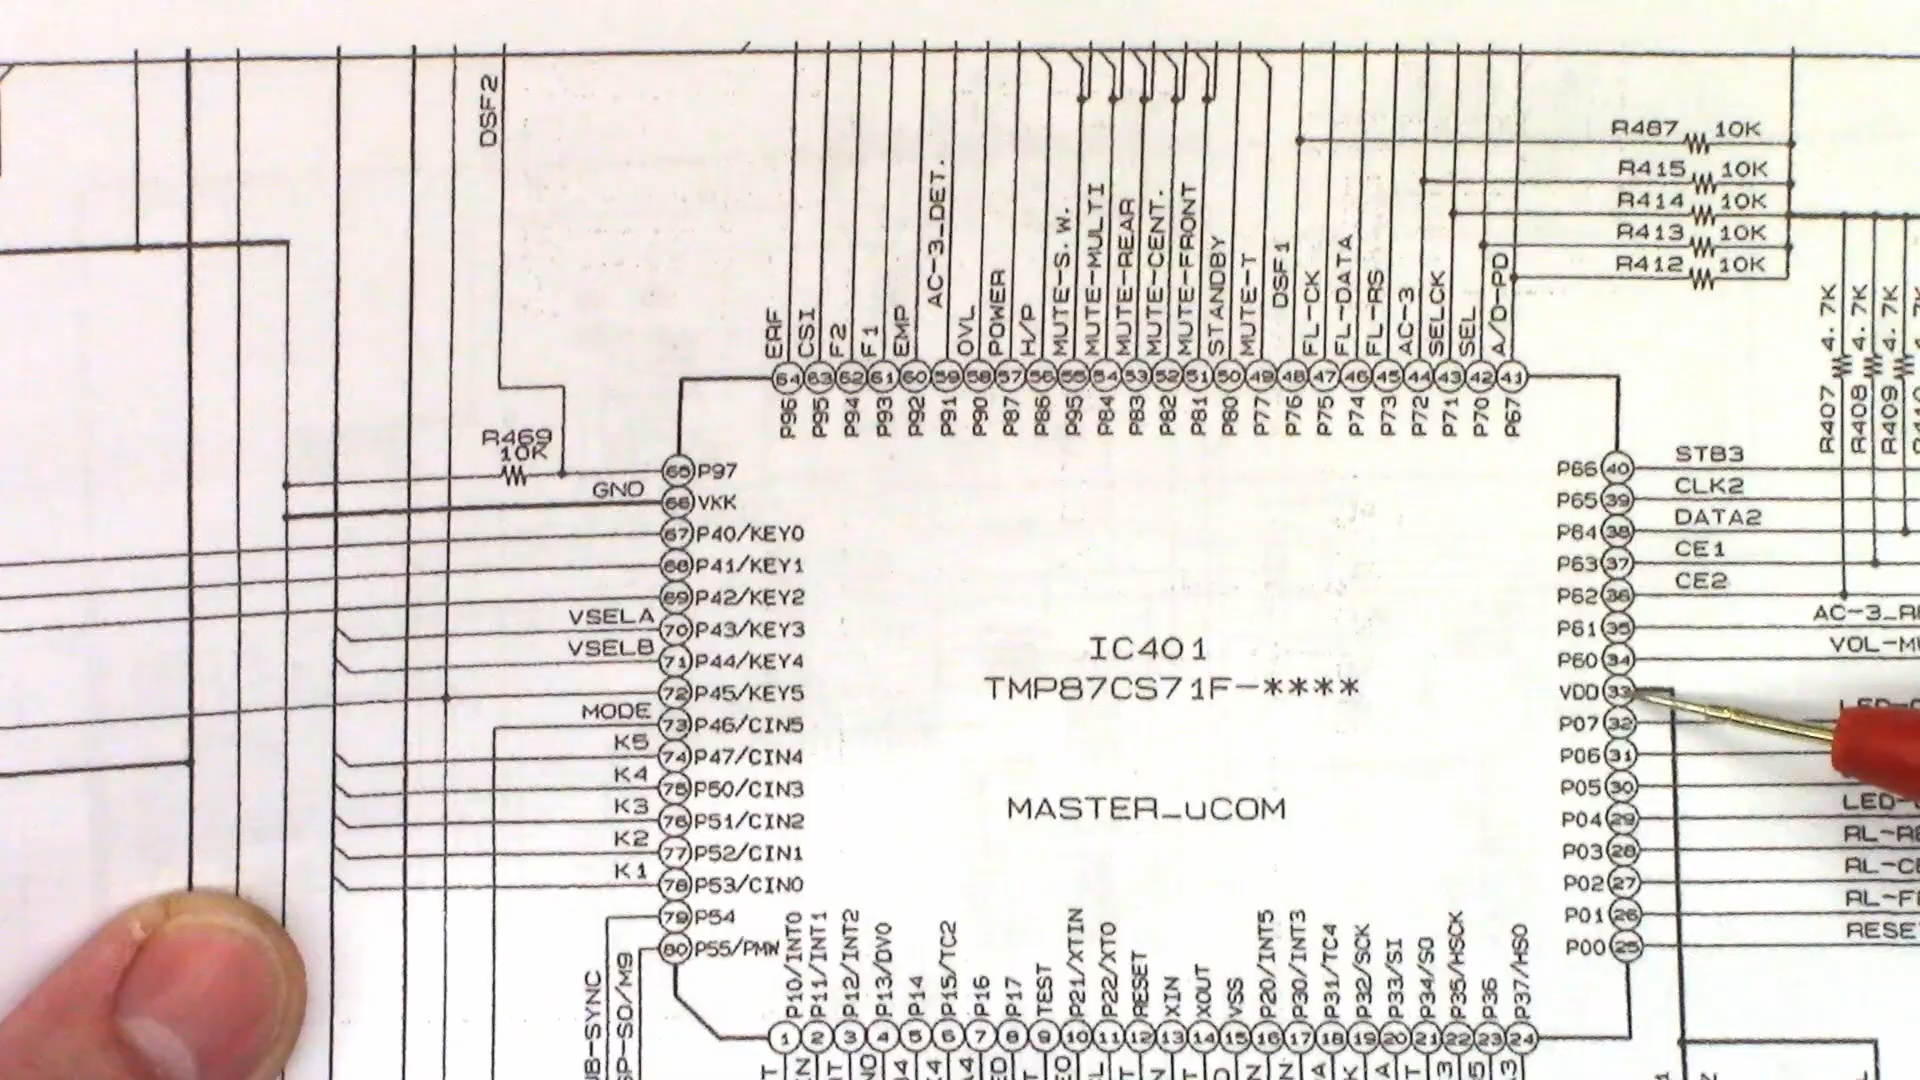 DSF2
ERF
CSI
F2
F1
EMP
AC-3_DET.
OVL
POWER
H/P
MUTE-S.W.
MUTE-MULTI
MUTE-REAR
MUTE-CENT.
MUTE-FRONT
STANDBY
MUTE-T
DSF1
FL-CK
FL-DATA
FL-RS
AC-3
SELCK
SEL
A/D-PD
R487 10K
R415 10K
R414 10K
R413 10K
R412 10K
R407 4.7K
R408 4.7K
R409 4.7K
64 63 62 61 60 59 58 57 56 55 54 53 52 51 50 49 48 47 46 45 44 43 42 41
P96 P95 P94 P93 P92 P91 P90 P87 P86 P95 P84 P83 P82 P81 P80 P77 P76 P75 P74 P73 P72 P71 P70 P67
R469
10K
65 P97
GND
66 VKK
67 P40/KEY0
68 P41/KEY1
69 P42/KEY2
VSELA
70 P43/KEY3
VSELB
71 P44/KEY4
72 P45/KEY5
MODE
73 P46/CIN5
K5
74 P47/CIN4
K4
75 P50/CIN3
K3
76 P51/CIN2
K2
77 P52/CIN1
K1
78 P53/CIN0
79 P54
80 P55/PMW
IC401
TMP87CS71F-****
MASTER_uCOM
STB3
P66 40
CLK2
P65 39
DATA2
P64 38
CE1
P63 37
CE2
P62 36
P61 35
P60 34
VDD 33
P07 32
P06 31
P05 30
P04 29
P03 28
P02 27
P01 26
P00 25
P10/INT0
P11/INT1
P12/INT2
P13/DVO
P14
P15/TC2
P16
P17
TEST
P21/XTIN
P22/XTO
RESET
XIN
XOUT
VSS
P20/INT5
P30/INT3
P31/TC4
P32/SCK
P33/SI
P34/SO
P35/HSCK
P36
P37/HSO
1 2 3 4 5 6 7 8 9 10 11 12 13 14 15 16 17 18 19 20 21 22 23 24